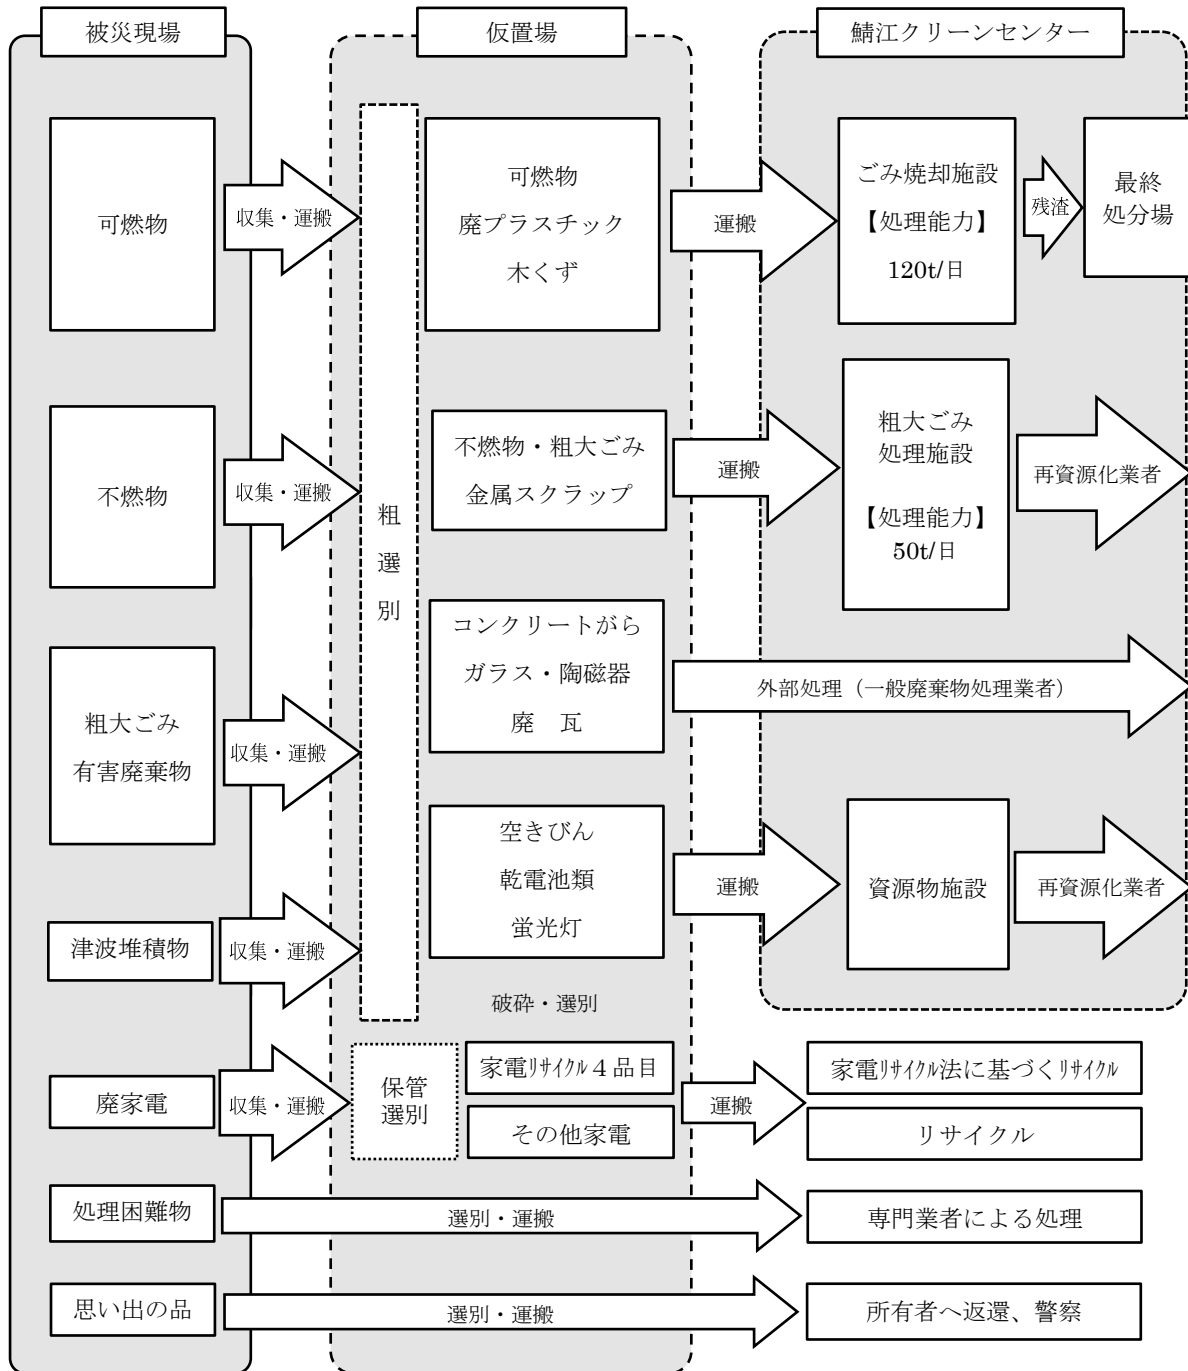 被災現場
仮置場
鯖江クリーンセンター
可燃物
収集・運搬
粗
選
別
可燃物
廃プラスチック
木くず
運搬
ごみ焼却施設
【処理能力】
120t/日
残渣
最終
処分場
不燃物
収集・運搬
不燃物・粗大ごみ
金属スクラップ
運搬
粗大ごみ
処理施設
【処理能力】
50t/日
再資源化業者
粗大ごみ
有害廃棄物
収集・運搬
コンクリートがら
ガラス・陶磁器
廃　瓦
外部処理（一般廃棄物処理業者）
津波堆積物
収集・運搬
空きびん
乾電池類
蛍光灯
運搬
資源物施設
再資源化業者
破砕・選別
廃家電
収集・運搬
保管
選別
家電ﾘｻｲｸﾙ４品目
その他家電
運搬
家電ﾘｻｲｸﾙ法に基づくﾘｻｲｸﾙ
リサイクル
処理困難物
選別・運搬
専門業者による処理
思い出の品
選別・運搬
所有者へ返還、警察